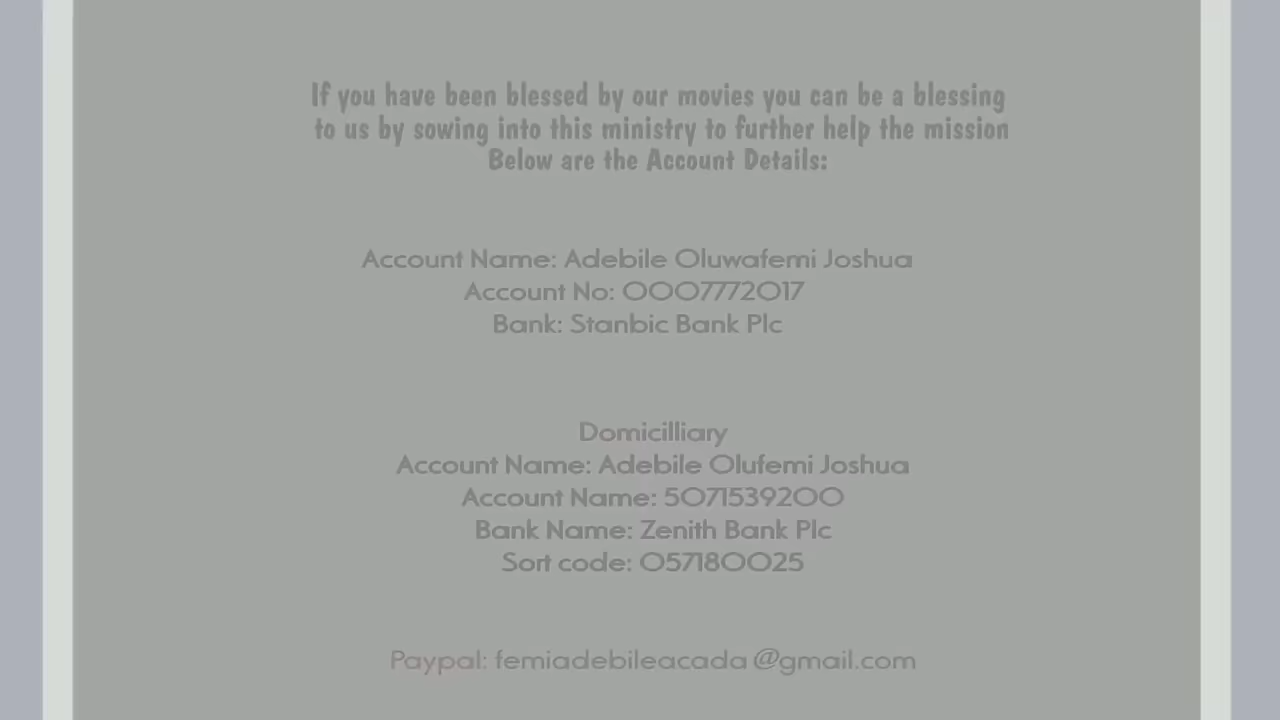 If you have been blessed by our movies you can be a blessing
to us by sowing into this ministry to further help the mission
Below are the Account Details:
Account Name: Adebile Oluwafemi Joshua
Account No: 0007772017
Bank: Stanbic Bank Plc
Domicilliary
Account Name: Adebile Olufemi Joshua
Account Name: 5071539200
Bank Name: Zenith Bank Plc
Sort code: 057180025
Paypal: femiadebileacada@gmail.com